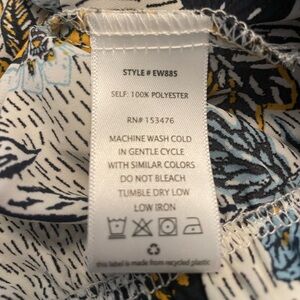 STYLE # EW885
SELF: 100% POLYESTER
RN# 153476
MACHINE WASH COLD
IN GENTLE CYCLE
WITH SIMILAR COLORS
DO NOT BLEACH
TUMBLE DRY LOW
LOW IRON
this label is made from recycled plastic